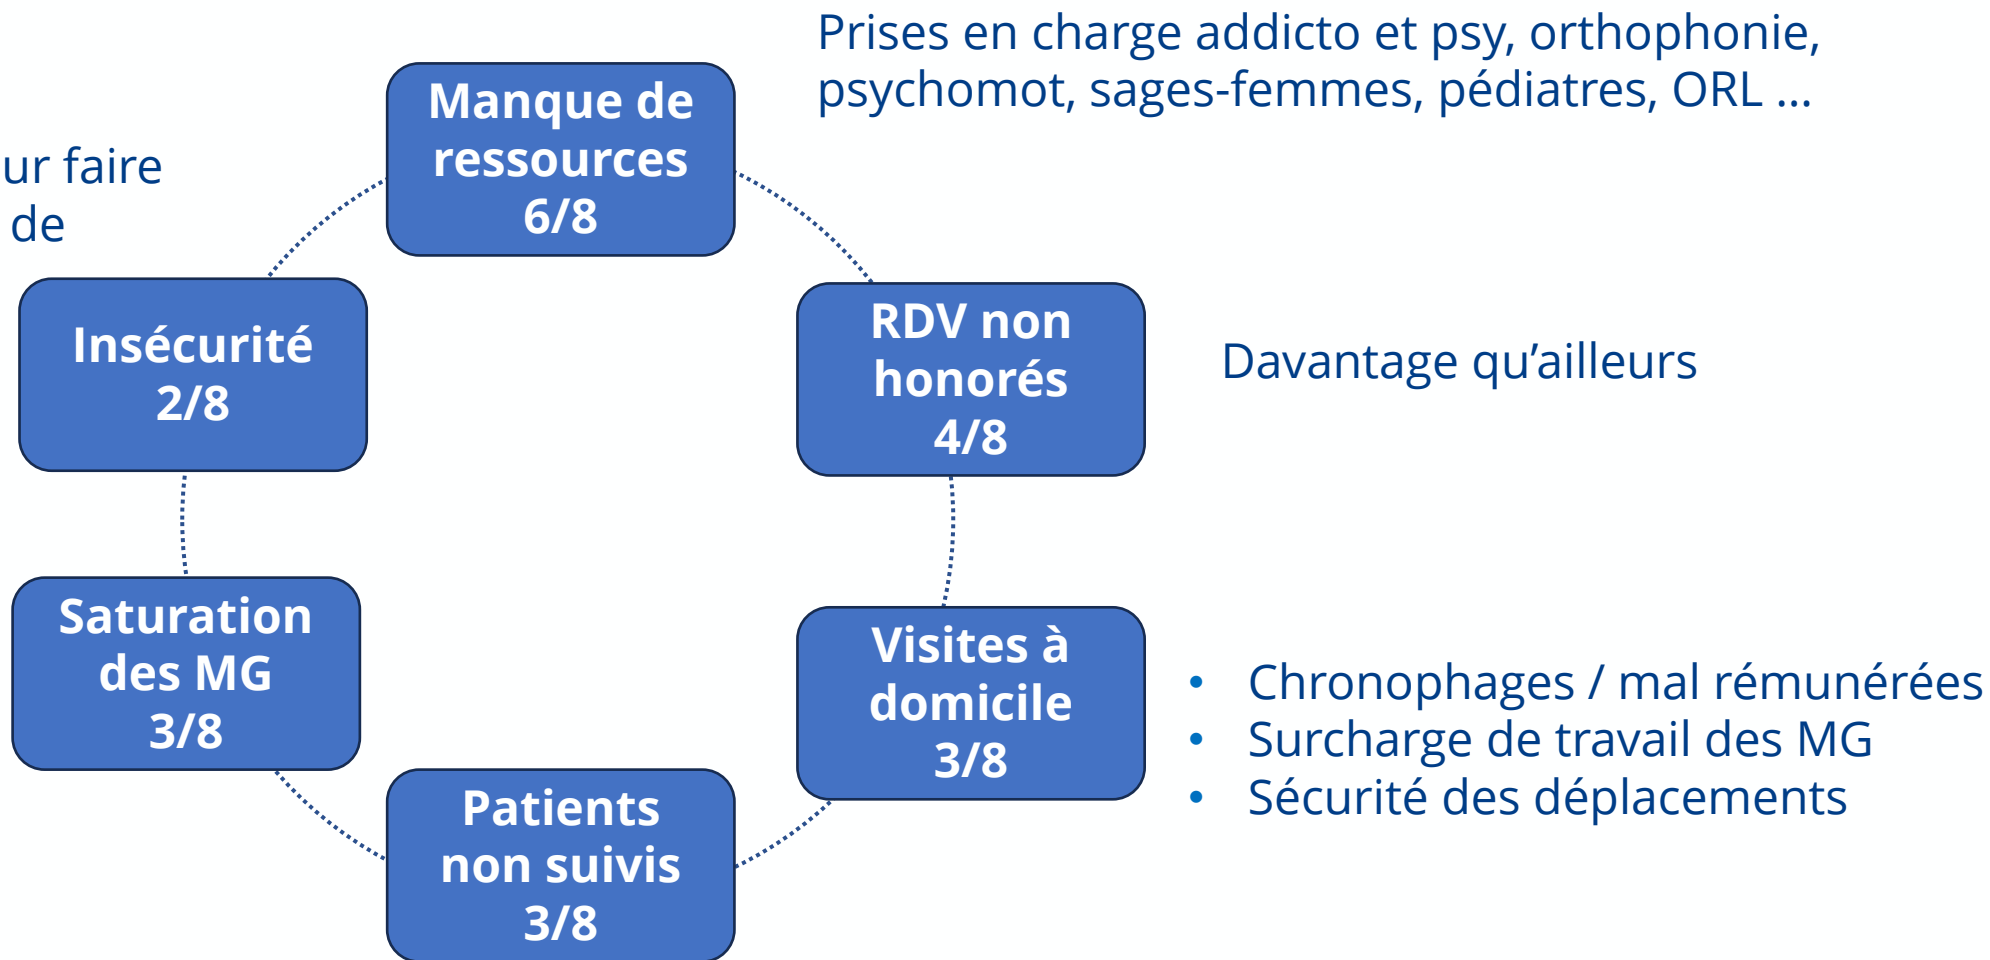 Prises en charge addicto et psy, orthophonie,
psychomot, sages-femmes, pédiatres, ORL ...
Manque de
ressources
6/8
faire
de
Insécurité
2/8
RDV non
honorés
4/8
Davantage qu’ailleurs
Saturation
des MG
3/8
Visites à
domicile
3/8
• Chronophages / mal rémunérées
• Surcharge de travail des MG
• Sécurité des déplacements
Patients
non suivis
3/8